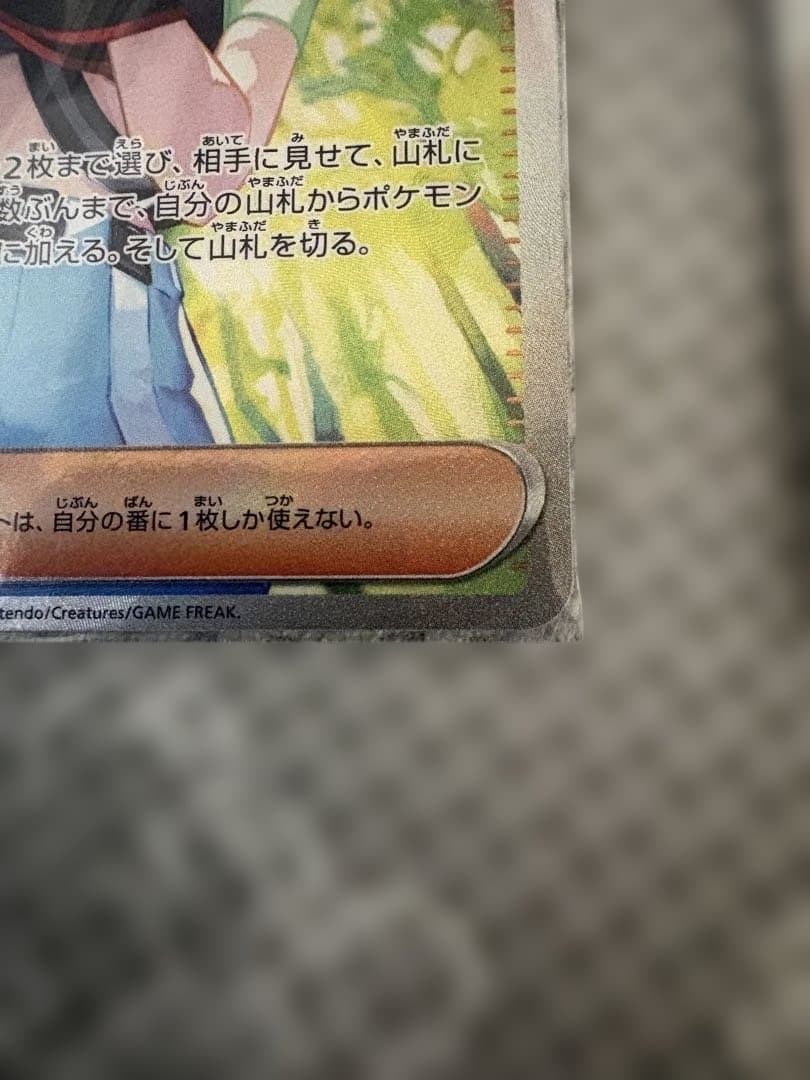 2枚まで選び、相手に見せて、山札に
数ぶんまで、自分の山札からポケモン
に加える。そして山札を切る。
トは、自分の番に1枚しか使えない。
tendo/Creatures/GAME FREAK.